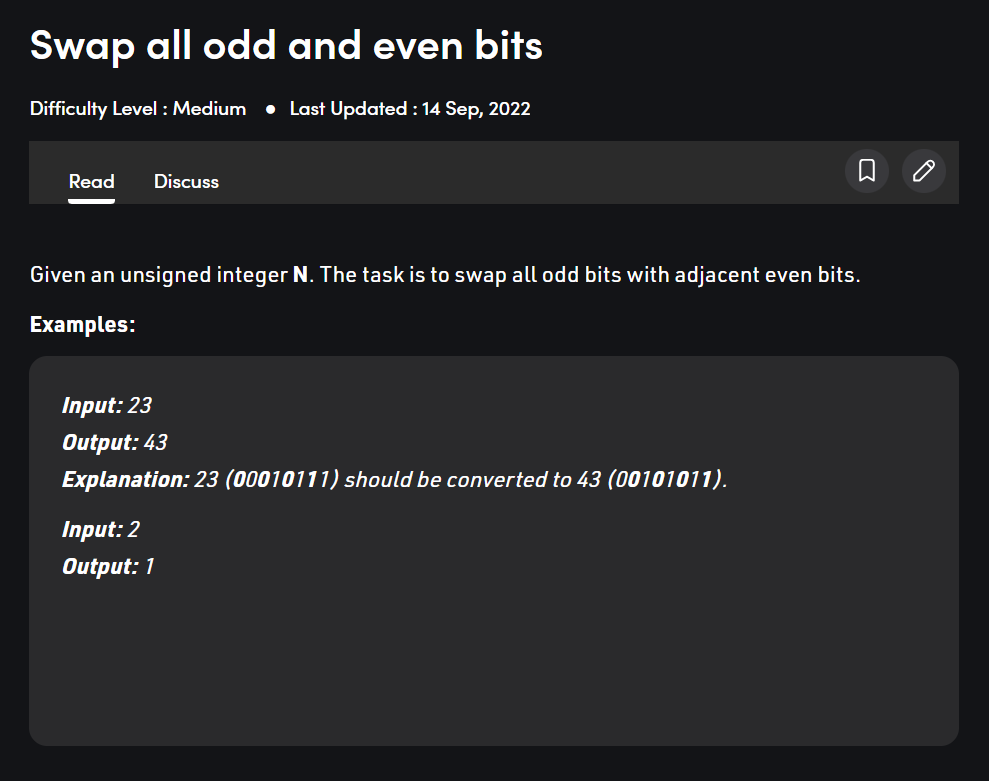 Swap all odd and even bits
Difficulty Level : Medium ● Last Updated : 14 Sep, 2022
Read Discuss
Given an unsigned integer N. The task is to swap all odd bits with adjacent even bits.
Examples:
Input: 23
Output: 43
Explanation: 23 (00010111) should be converted to 43 (00101011).
Input: 2
Output: 1